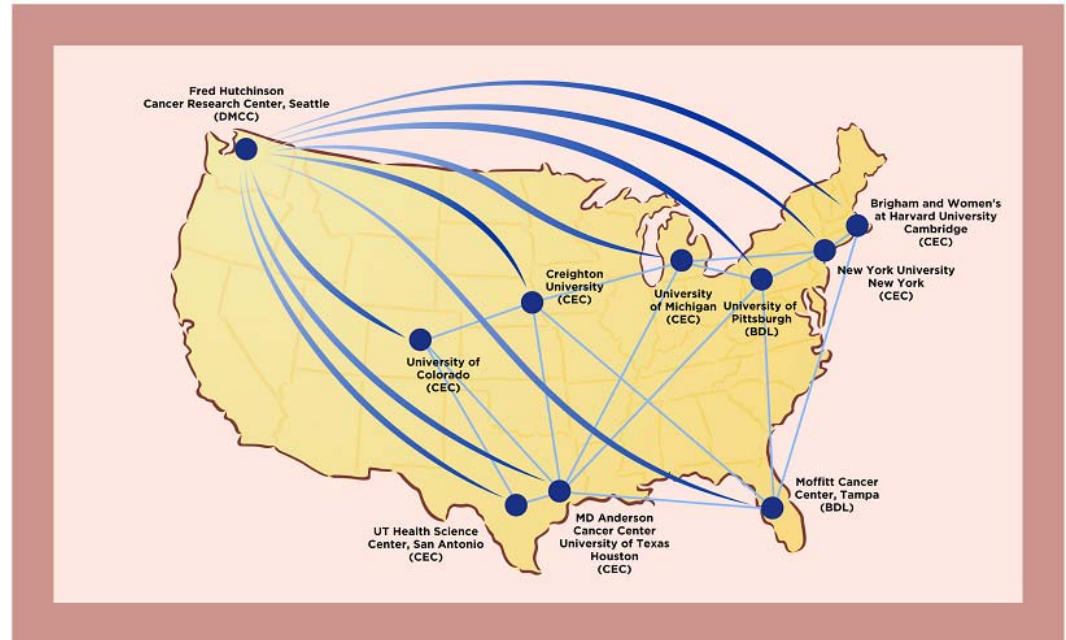 Fred Hutchinson
Cancer Research Center, Seattle
(DMCC)
Brigham and Women's
at Harvard University
Cambridge
(CEC)
New York University
New York
(CEC)
Creighton
University
(CEC)
University
of Michigan
(CEC)
University of
Pittsburgh
(BDL)
University of
Colorado
(CEC)
Moffitt Cancer
Center, Tampa
(BDL)
UT Health Science
Center, San Antonio
(CEC)
MD Anderson
Cancer Center
University of Texas
Houston
(CEC)